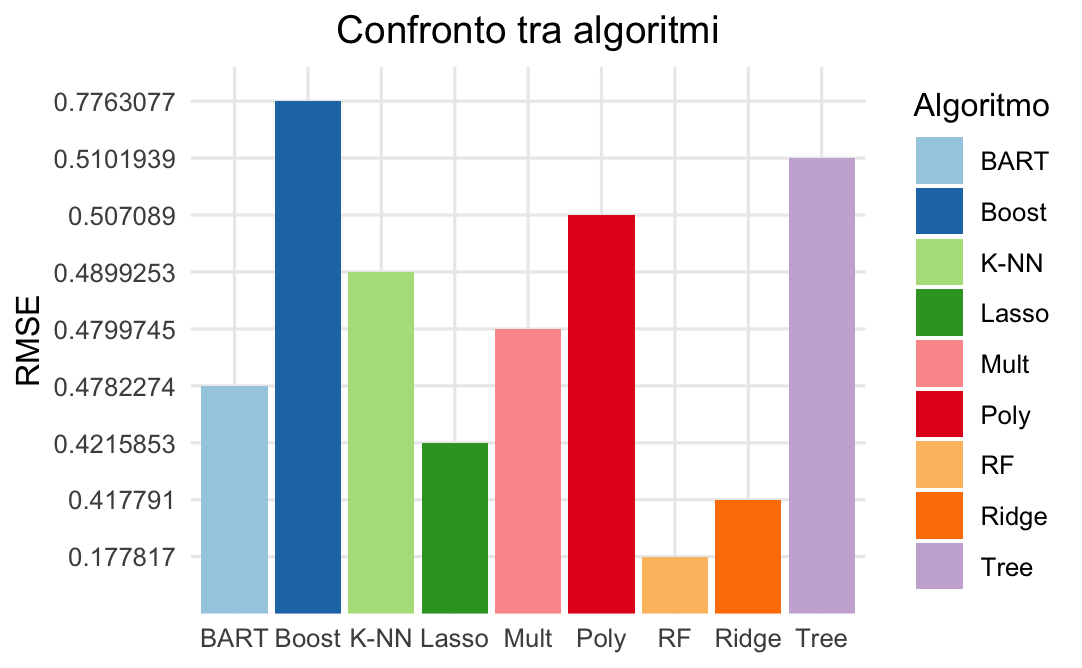 Confronto tra algoritmi
RMSE
0.7763077
0.5101939
0.507089
0.4899253
0.4799745
0.4782274
0.4215853
0.417791
0.177817
BART Boost K-NN Lasso Mult Poly RF Ridge Tree
Algoritmo
BART
Boost
K-NN
Lasso
Mult
Poly
RF
Ridge
Tree